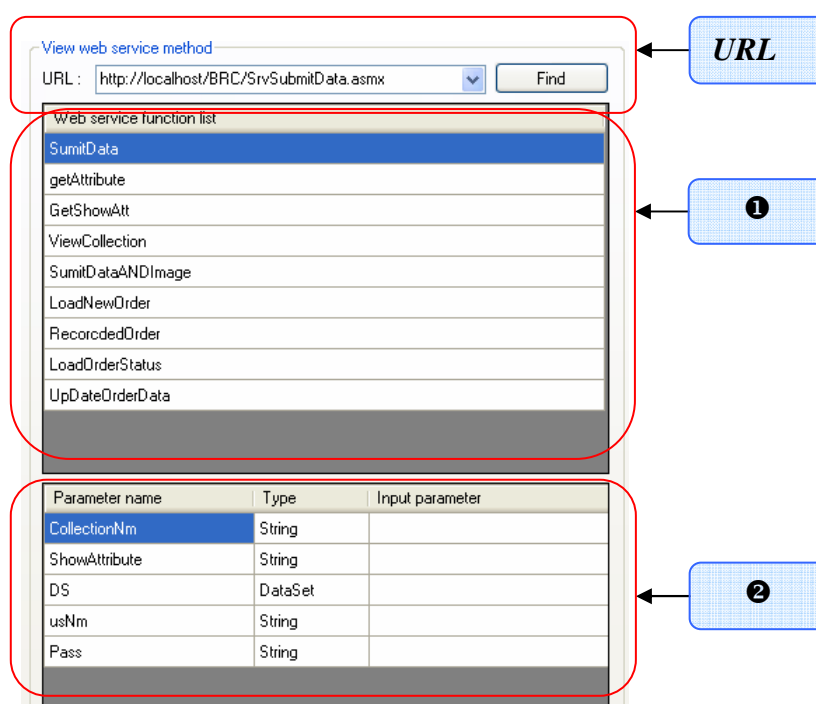 View web service method
URL
URL : http://localhost/BRC/SrvSubmitData.asmx Find
Web service function list
SumitData
getAttribute
GetShowAtt
❶
ViewCollection
SumitDataANDImage
LoadNewOrder
RecorcdedOrder
LoadOrderStatus
UpDateOrderData
Parameter name Type Input parameter
CollectionNm String
ShowAttribute String
DS DataSet
❷
usNm String
Pass String